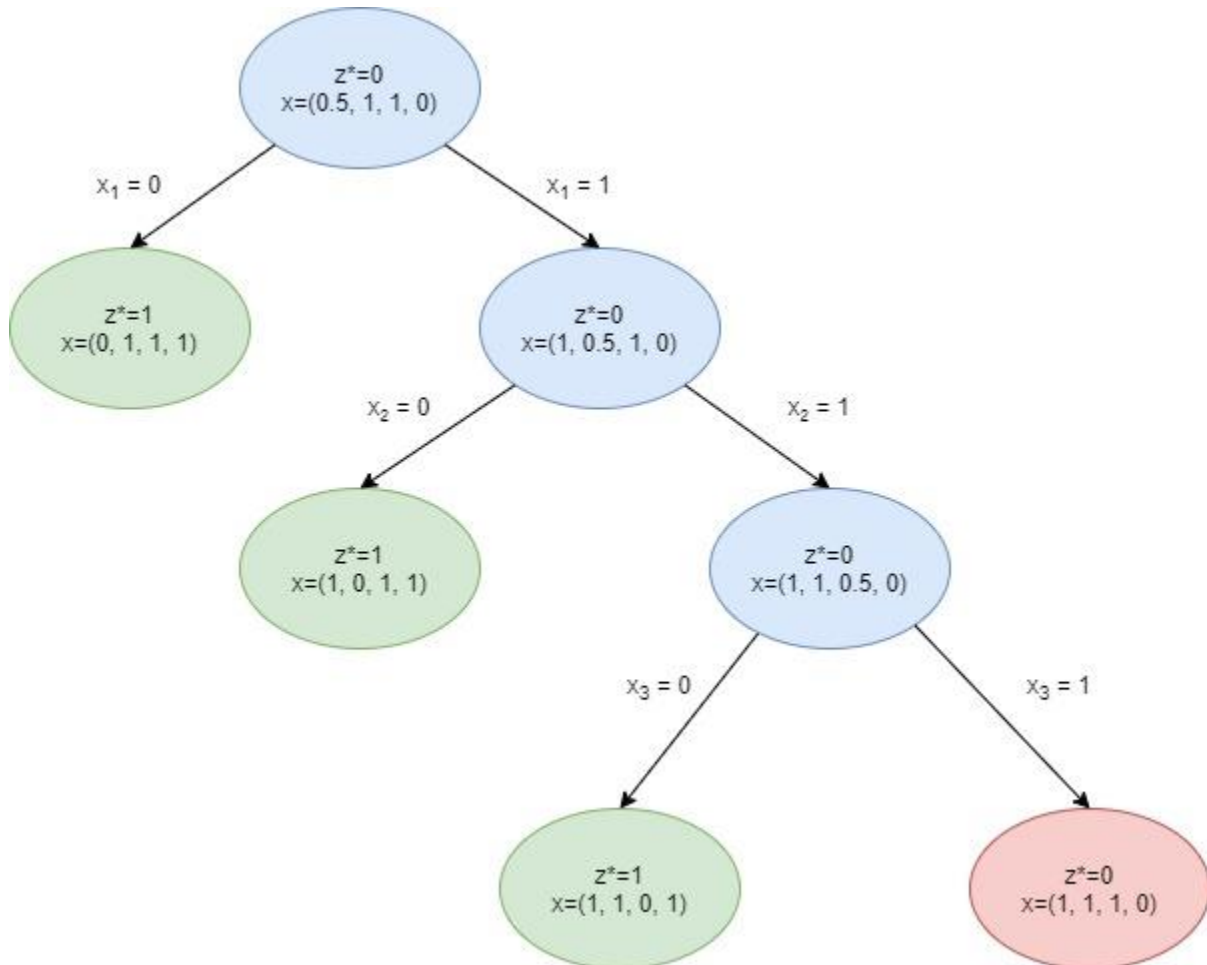 z*=0
x=(0.5, 1, 1, 0)
x₁ = 0
x₁ = 1
z*=1
x=(0, 1, 1, 1)
z*=0
x=(1, 0.5, 1, 0)
x₂ = 0
x₂ = 1
z*=1
x=(1, 0, 1, 1)
z*=0
x=(1, 1, 0.5, 0)
x₃ = 0
x₃ = 1
z*=1
x=(1, 1, 0, 1)
z*=0
x=(1, 1, 1, 0)